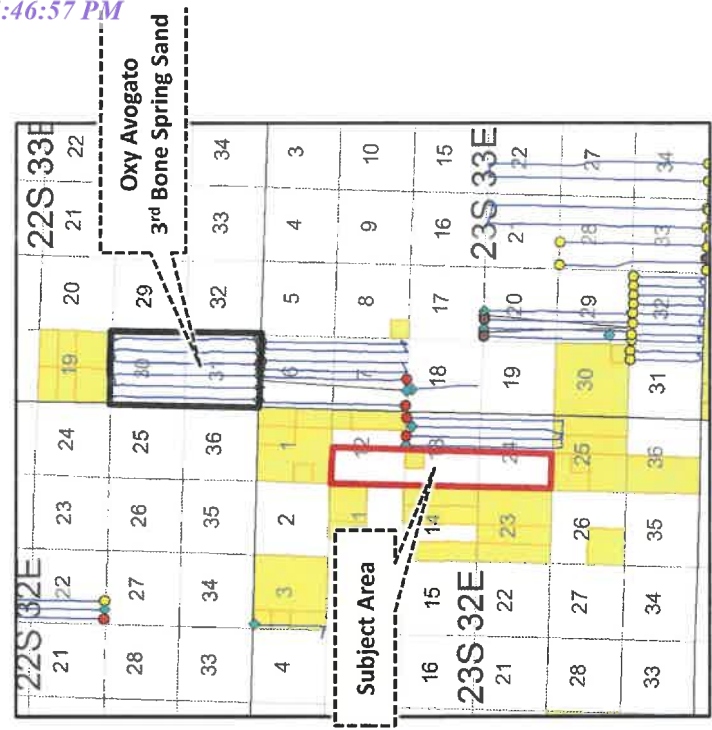 :46:57 PM
Oxy Avogato
3rd Bone Spring Sand
22S 32E 22S 33E
21 22 23 24 19 20 21 22
28 27 26 25 30 29
33 34 35 36 31 32 33 34
4 3 2 1 6 5 4 3
Subject Area
12 7 8 9 10
16 15 14 13 18 17 16 15
23S 32E 23S 33E
21 22 23 24 19 20 22
28 27 26 25 30 29 28 27
33 34 35 36 31 32 33 34